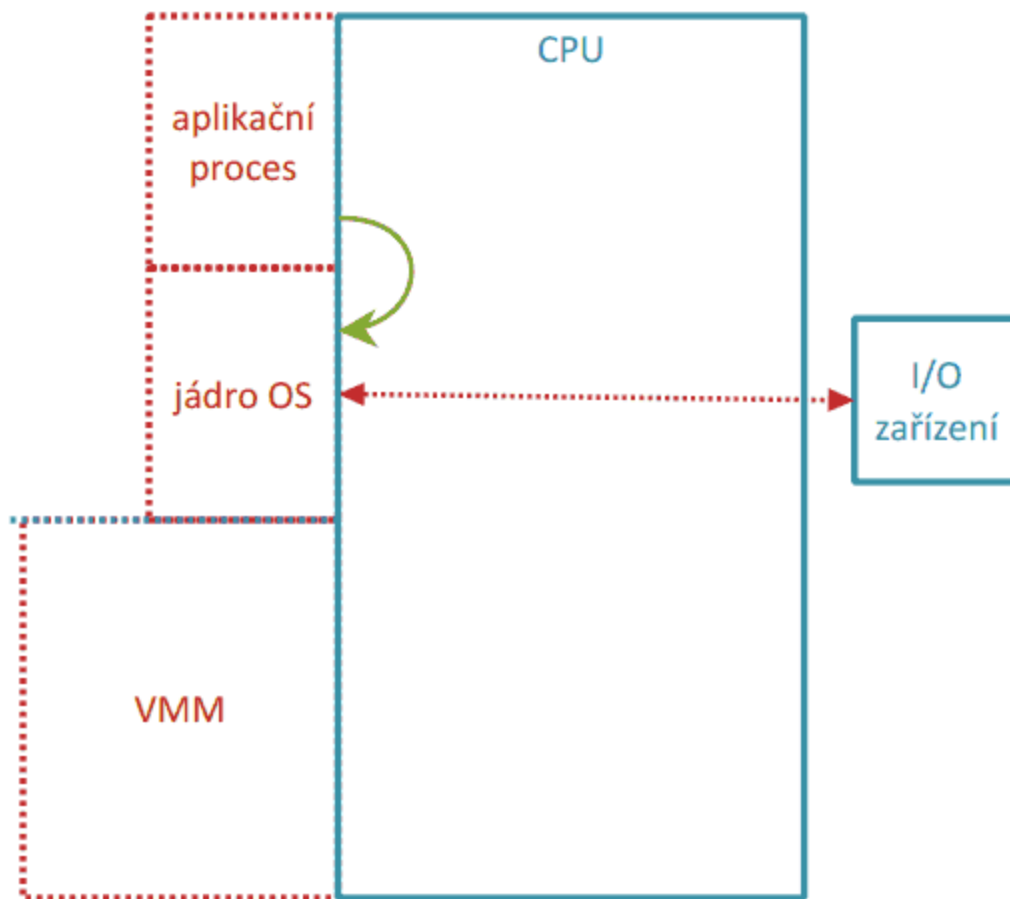 CPU
aplikační
proces
jádro OS
I/O
zařízení
VMM